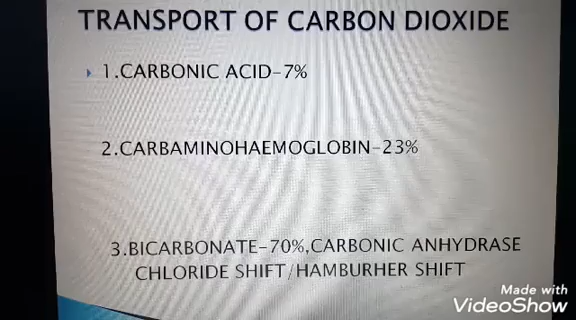 TRANSPORT OF CARBON DIOXIDE
1.CARBONIC ACID-7%
2.CARBAMINOHAEMOGLOBIN-23%
3.BICARBONATE-70%,CARBONIC ANHYDRASE
CHLORIDE SHIFT/HAMBURHER SHIFT
Made with
VideoShow